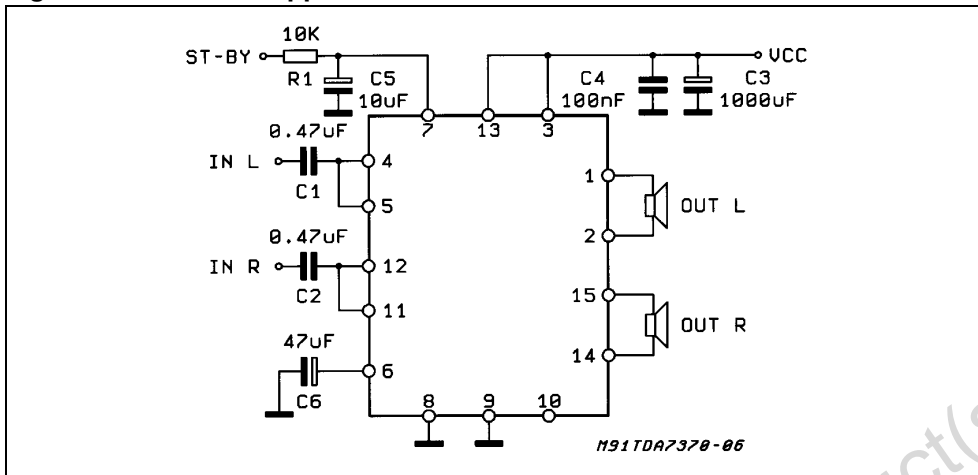 10K
ST-BY
R1
C5
10uF
C4
100nF
C3
1000uF
VCC
7
13
3
0.47uF
IN L
C1
4
5
1
2
OUT L
0.47uF
IN R
C2
12
11
15
14
OUT R
47uF
C6
6
8
9
10
M91TDA7370-06